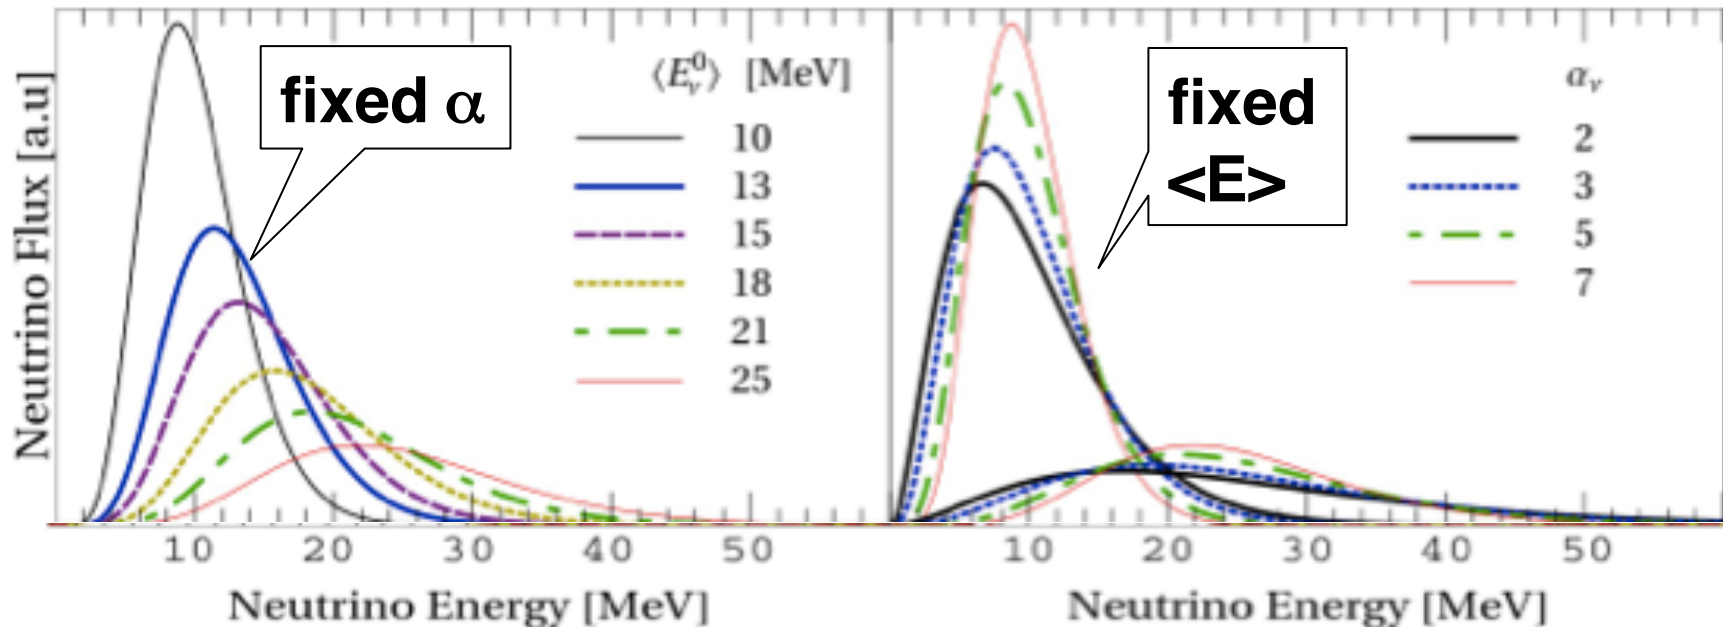 Neutrino Flux [a.u]
fixed α
⟨E⁰ᵥ⟩ [MeV]
10
13
15
18
21
25
10 20 30 40 50
Neutrino Energy [MeV]
fixed
<E>
αᵥ
2
3
5
7
10 20 30 40 50
Neutrino Energy [MeV]